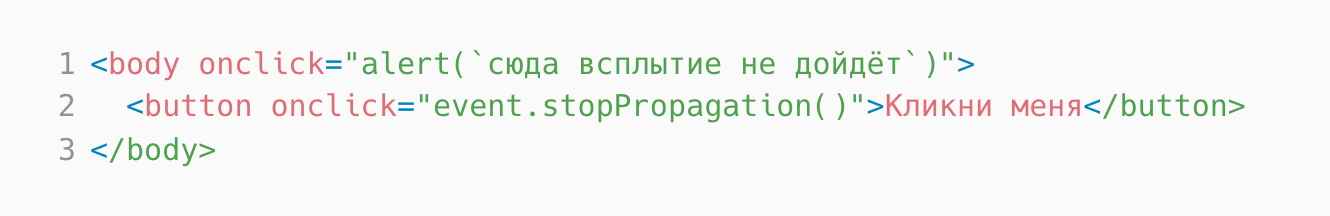 1 <body onclick="alert(`сюда всплытие не дойдёт`)">
2   <button onclick="event.stopPropagation()">Кликни меня</button>
3 </body>